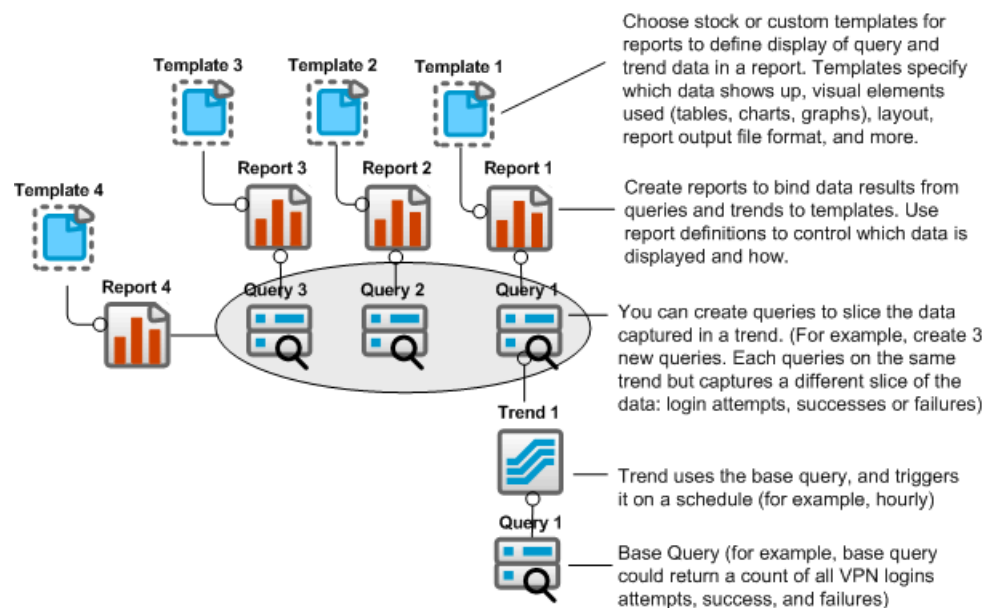 Choose stock or custom templates for
reports to define display of query and
trend data in a report. Templates specify
which data shows up, visual elements
used (tables, charts, graphs), layout,
report output file format, and more.
Template 3
Template 2
Template 1
Report 3
Report 2
Report 1
Create reports to bind data results from
queries and trends to templates. Use
report definitions to control which data is
displayed and how.
Template 4
Report 4
Query 3
Query 2
Query 1
You can create queries to slice the data
captured in a trend. (For example, create 3
new queries. Each queries on the same
trend but captures a different slice of the
data: login attempts, successes or failures)
Trend 1
Trend uses the base query, and triggers
it on a schedule (for example, hourly)
Query 1
Base Query (for example, base query
could return a count of all VPN logins
attempts, success, and failures)